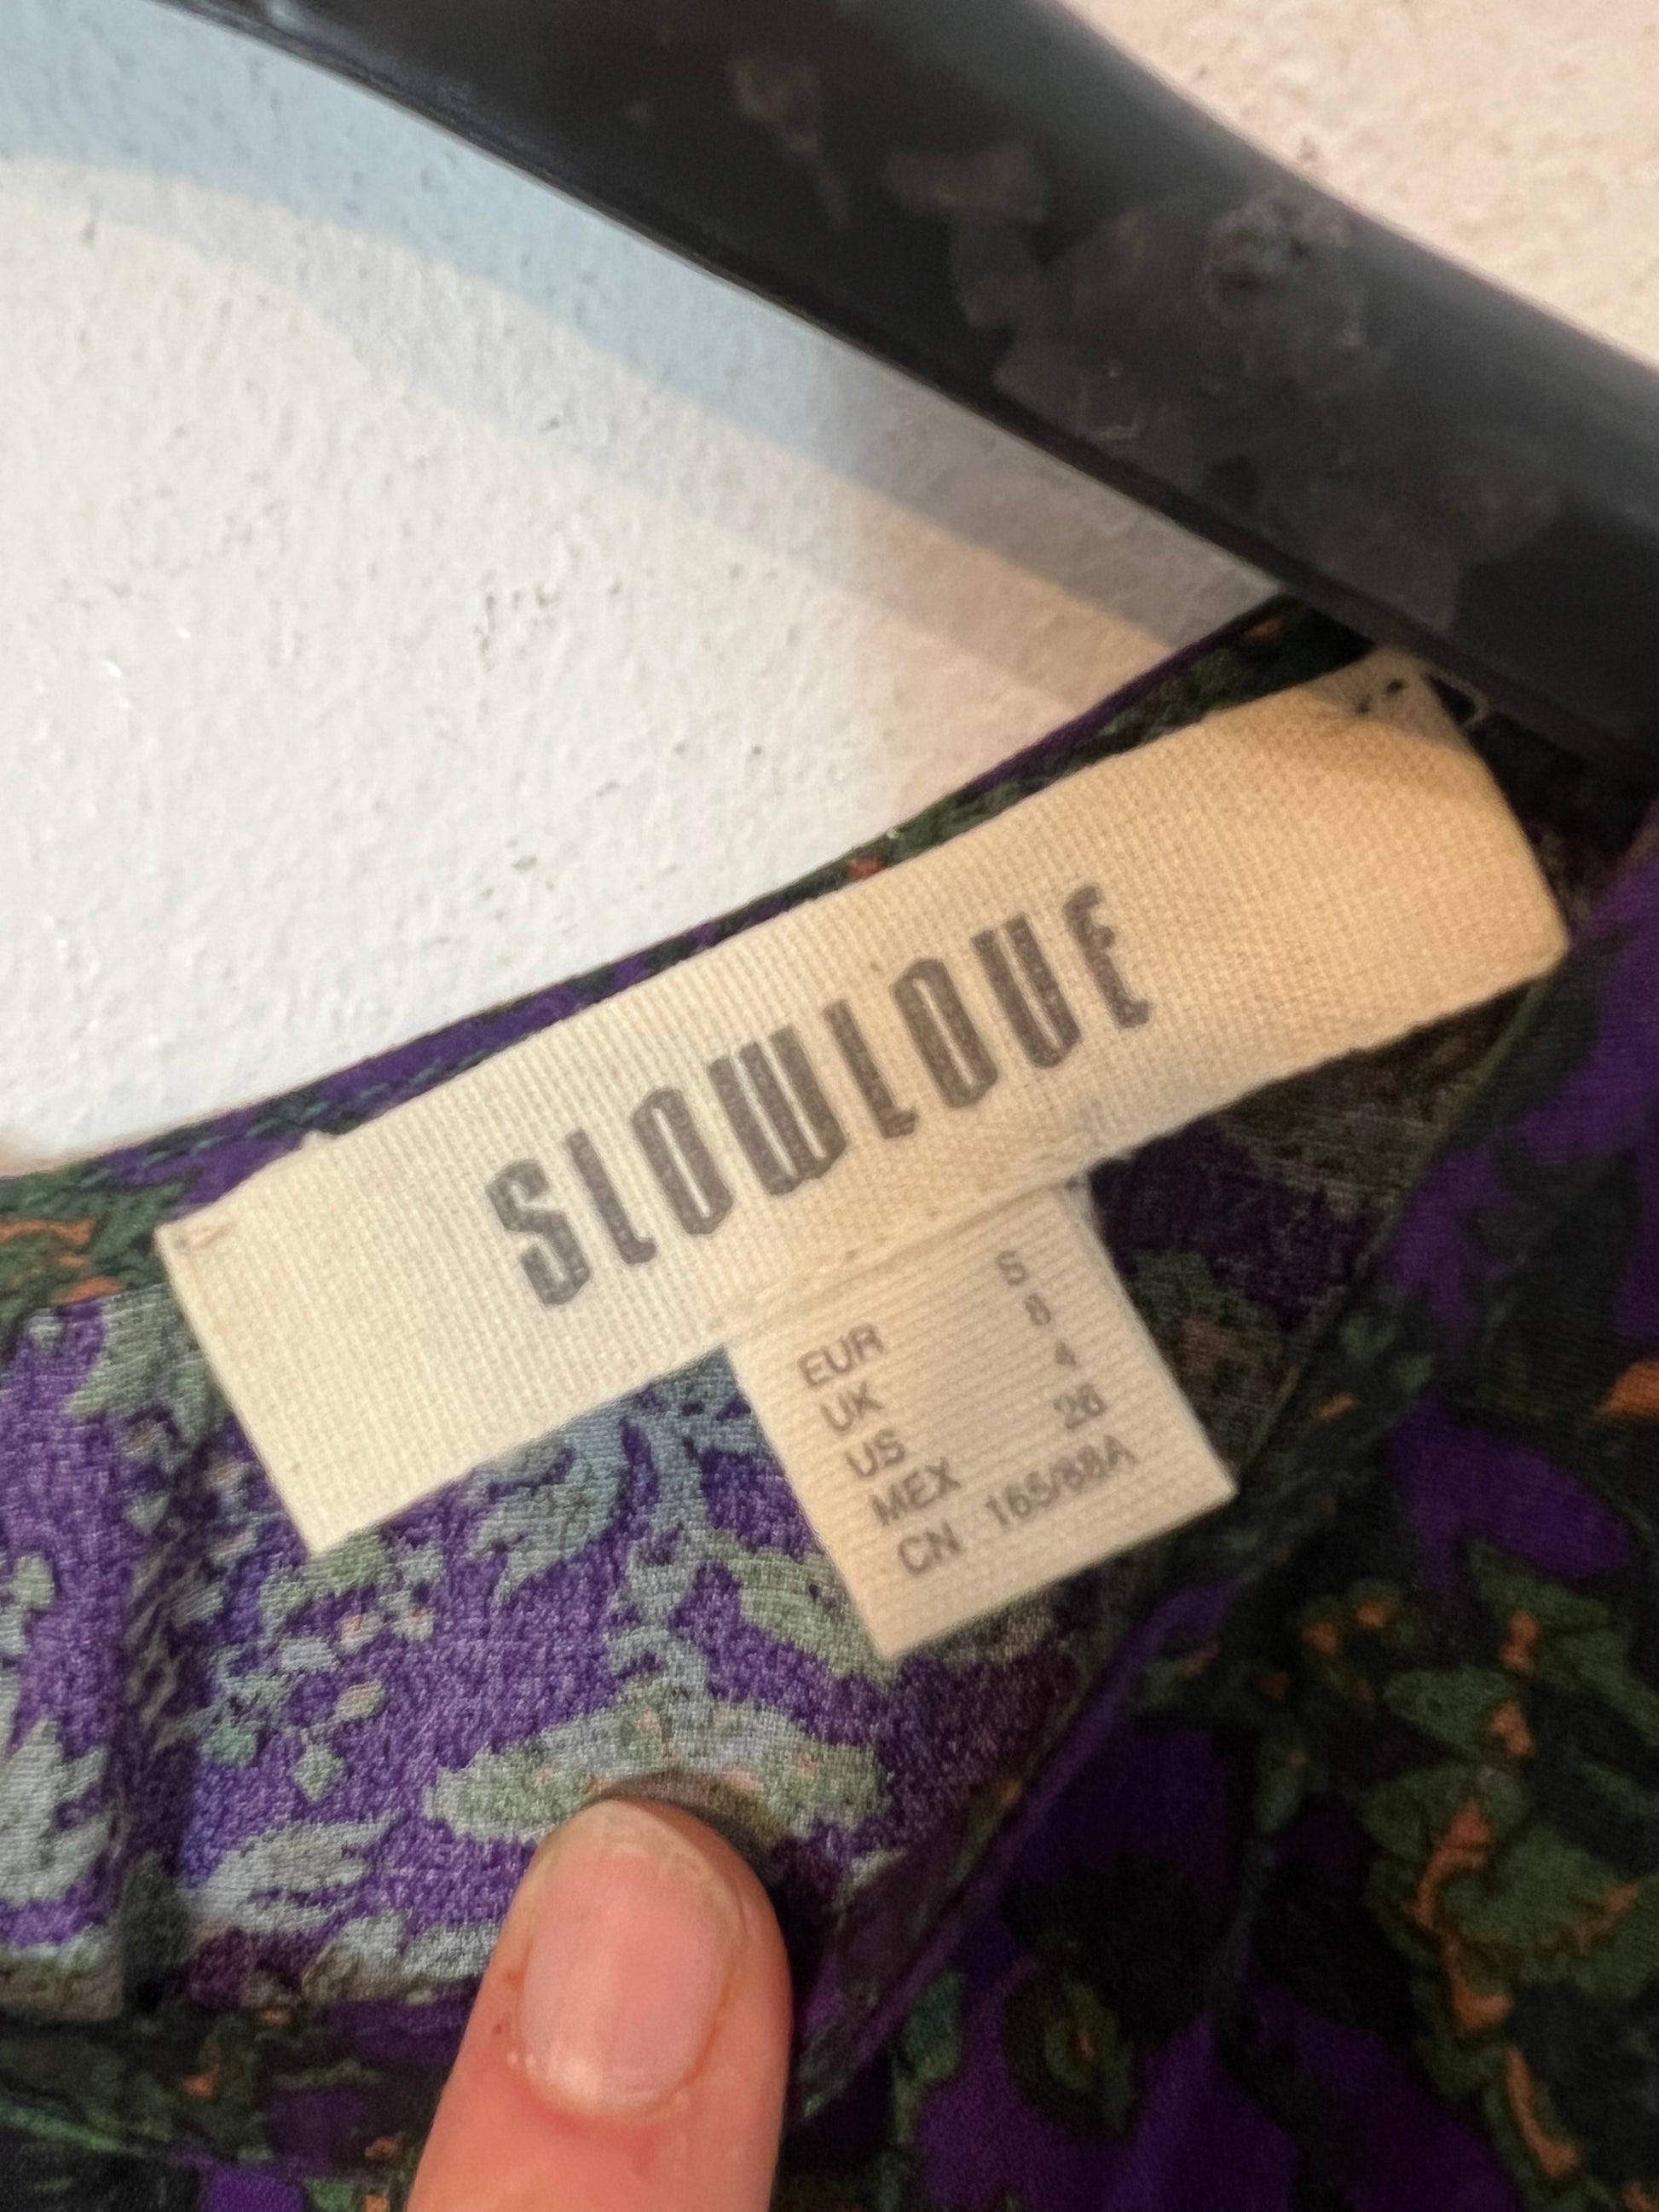 SLOWLOVE
EUR S
UK 8
US 4
MEX 26
CN 165/88A